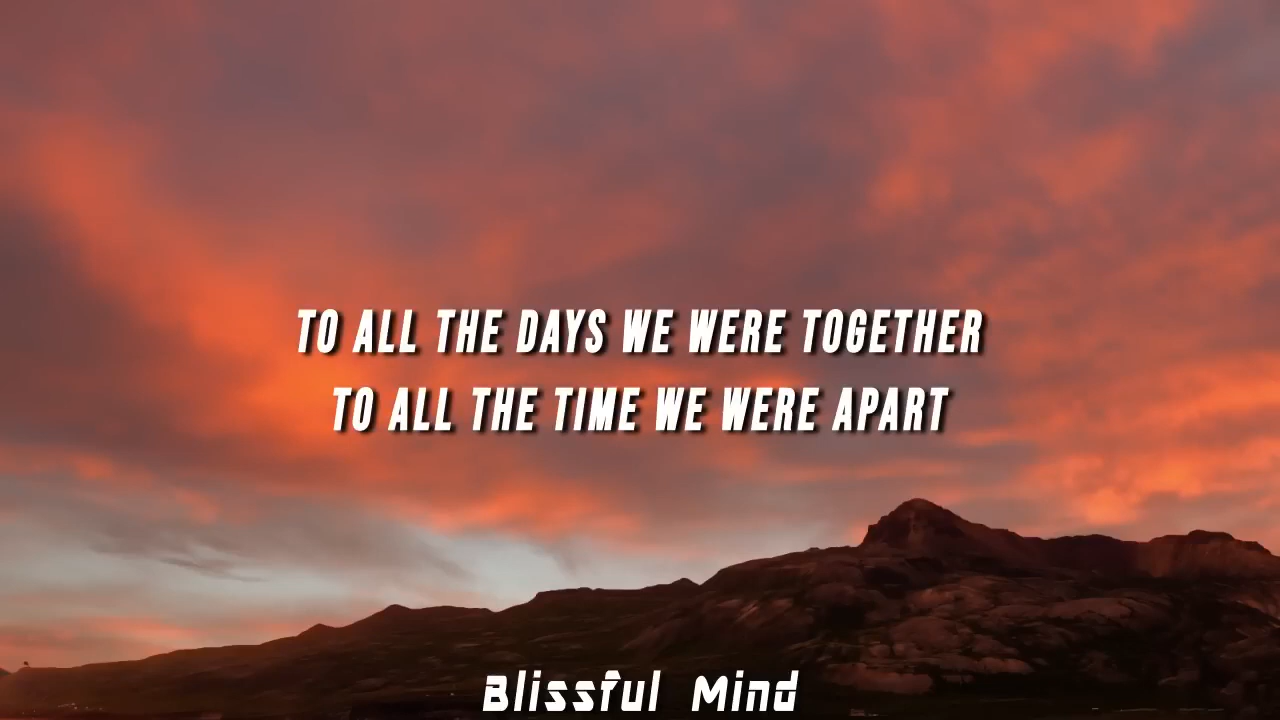 TO ALL THE DAYS WE WERE TOGETHER
TO ALL THE TIME WE WERE APART
Blissful Mind